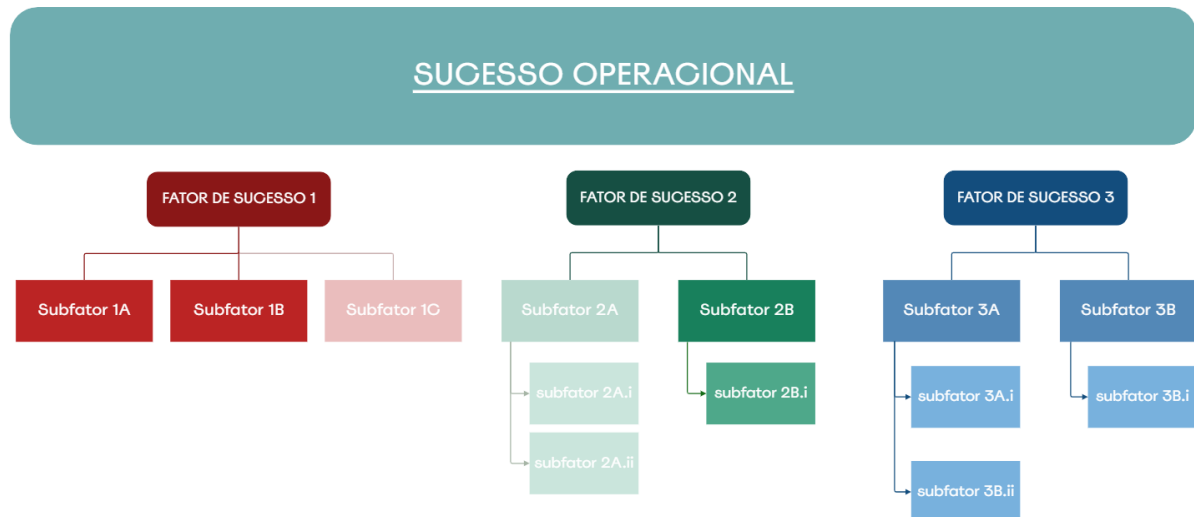 SUCESSO OPERACIONAL
FATOR DE SUCESSO 1
FATOR DE SUCESSO 2
FATOR DE SUCESSO 3
Subfator 1A
Subfator 1B
Subfator 1C
Subfator 2A
Subfator 2B
Subfator 3A
Subfator 3B
subfator 2A.i
subfator 2B.i
subfator 3A.i
subfator 3B.i
subfator 2A.ii
subfator 3B.ii